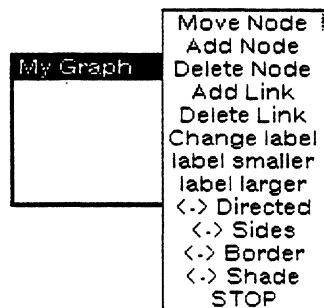 My Graph
Move Node
Add Node
Delete Node
Add Link
Delete Link
Change label
label smaller
label larger
<-> Directed
<-> Sides
<-> Border
<-> Shade
STOP